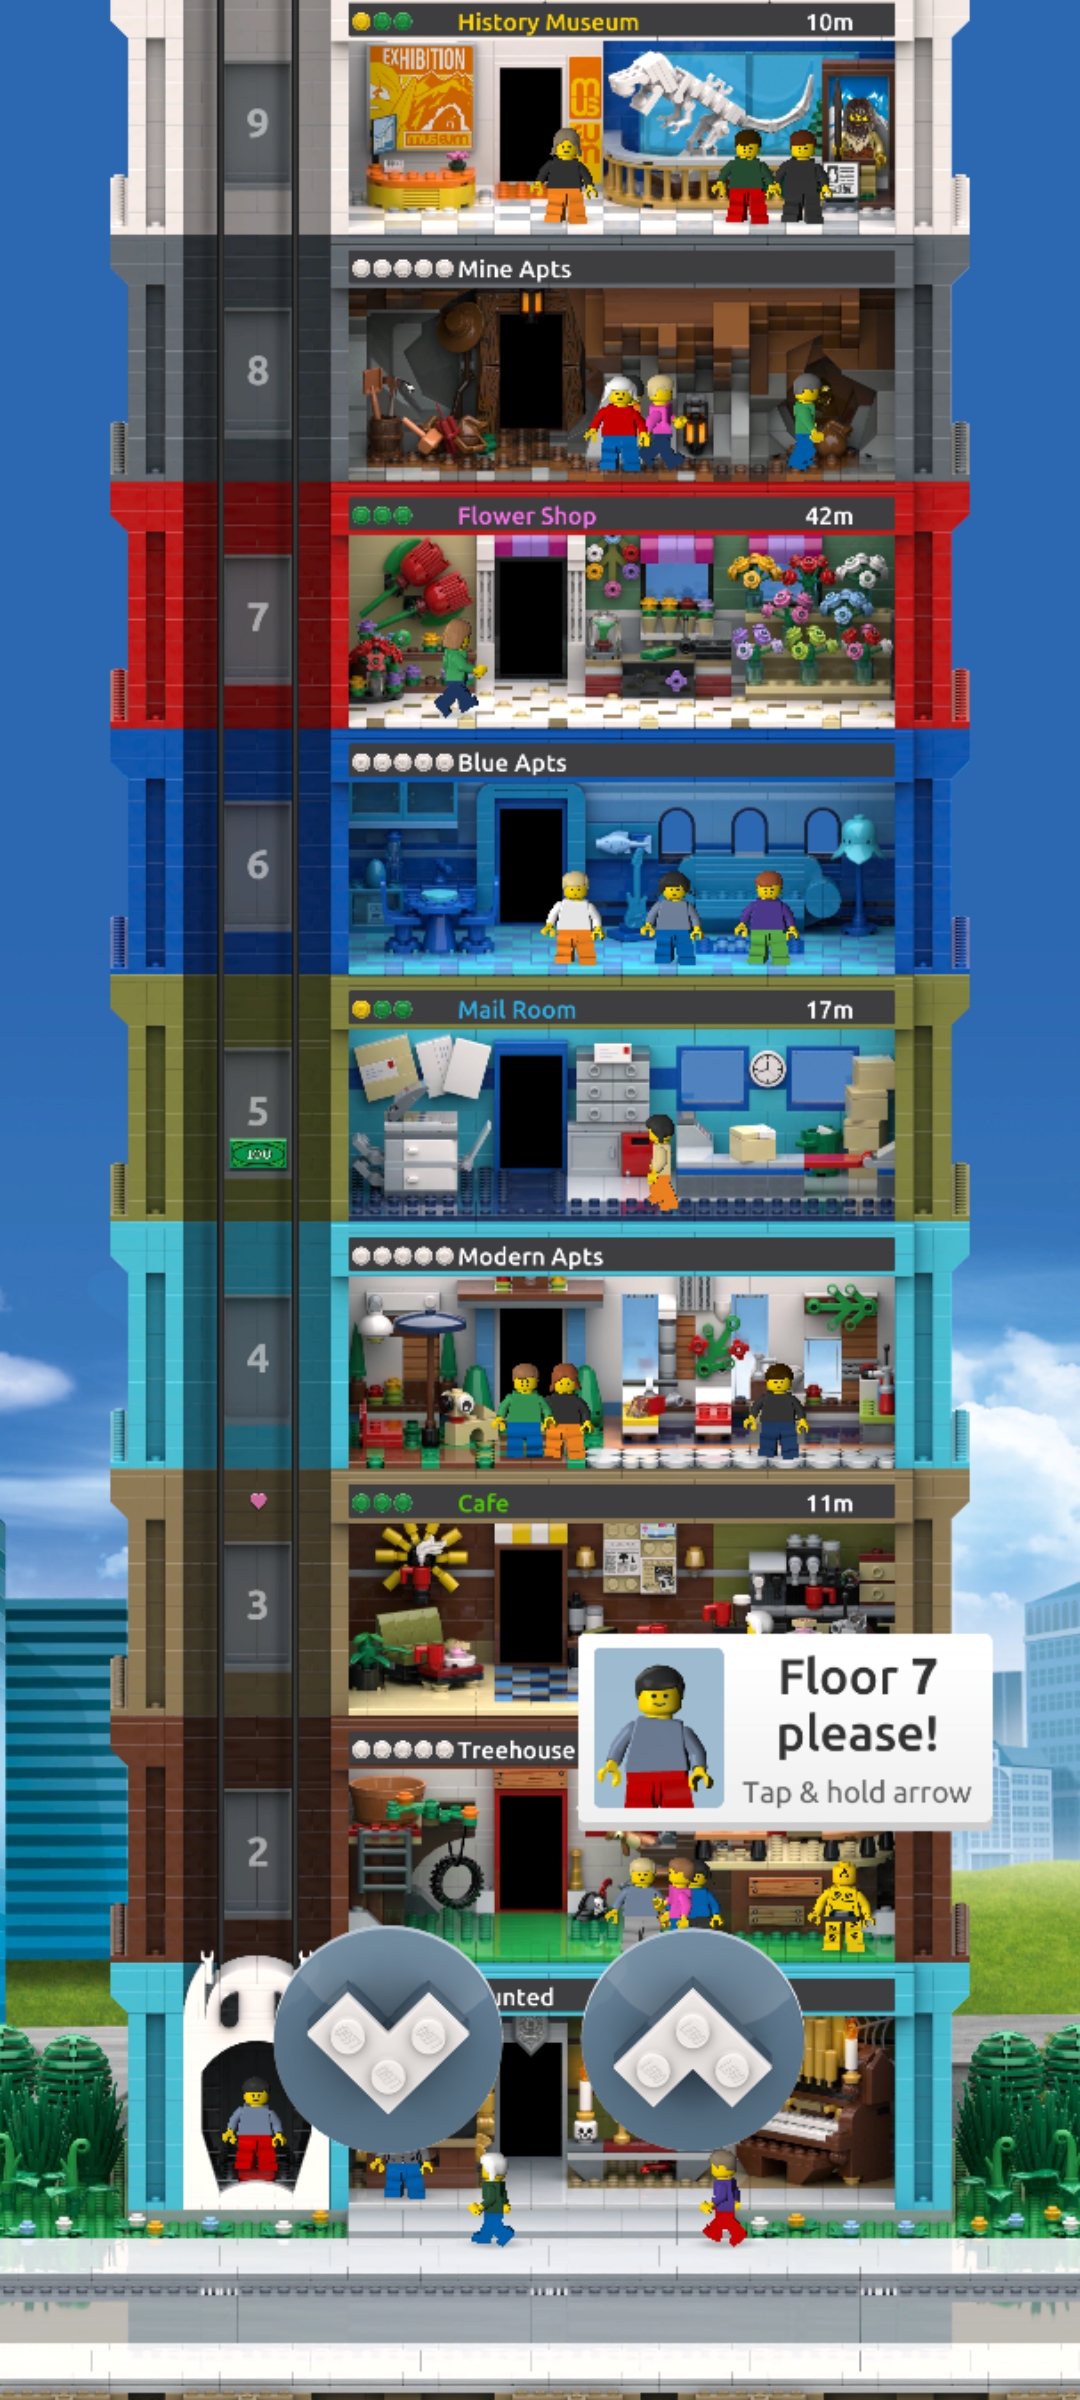 History Museum 10m
EXHIBITION
museum
9
Mine Apts
8
Flower Shop 42m
7
Blue Apts
6
Mail Room 17m
5
IOU
Modern Apts
4
Cafe 11m
3
Floor 7
please!
Tap & hold arrow
Treehouse
2
unted